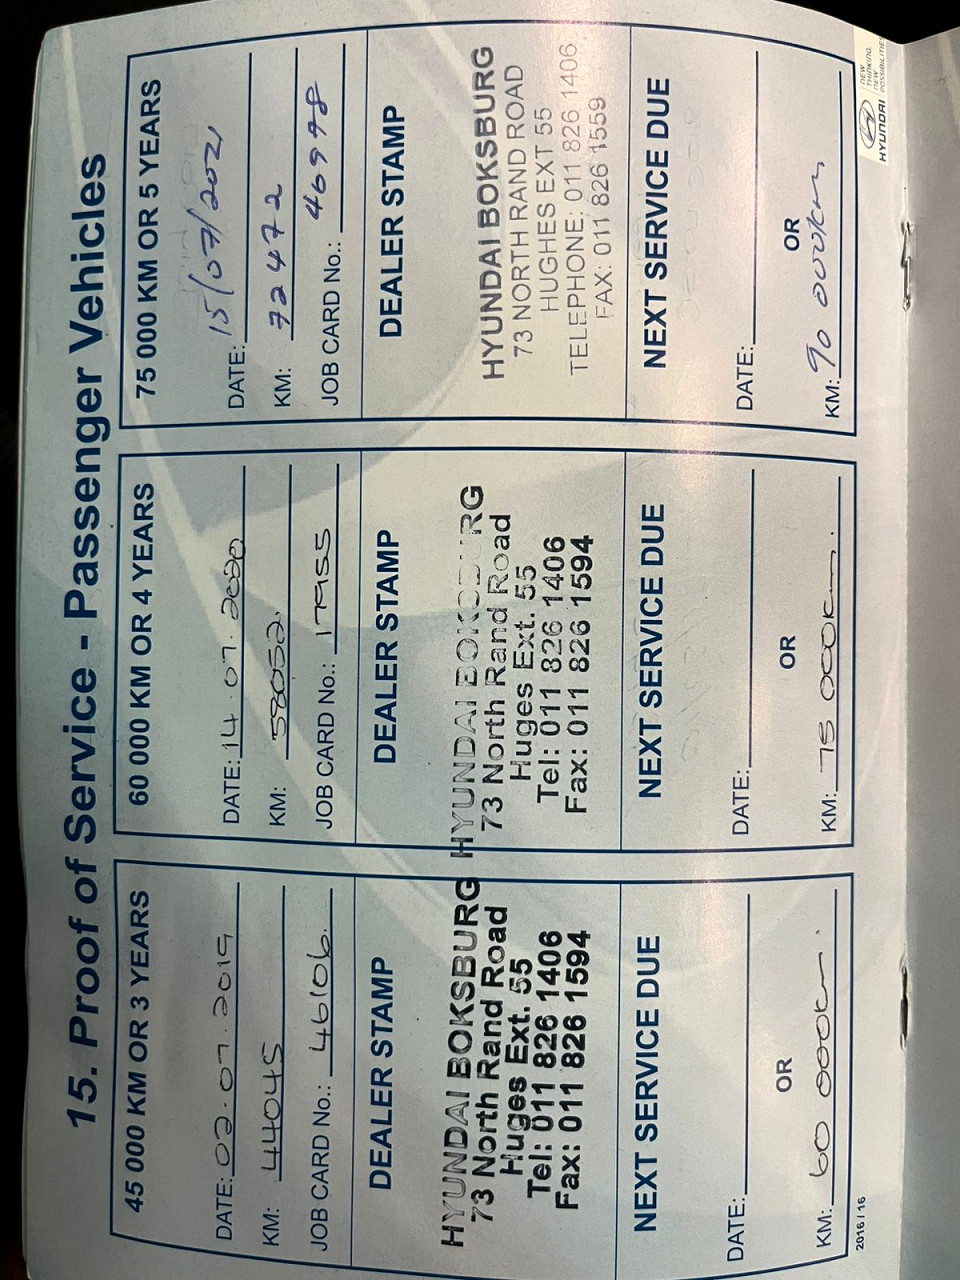 15. Proof of Service - Passenger Vehicles
45 000 KM OR 3 YEARS
DATE: 02.07.2019
KM: 44045
JOB CARD No.: 46106.
DEALER STAMP
HYUNDAI BOKSBURG
73 North Rand Road
Huges Ext. 55
Tel: 011 826 1406
Fax: 011 826 1594
NEXT SERVICE DUE
DATE:
OR
KM: 60 000km.
2016 / 16
60 000 KM OR 4 YEARS
DATE: 14.07.2020
KM: 58052.
JOB CARD No.: 17955
DEALER STAMP
HYUNDAI BOKSBURG
73 North Rand Road
Huges Ext. 55
Tel: 011 826 1406
Fax: 011 826 1594
NEXT SERVICE DUE
DATE:
OR
KM: 75 000km.
75 000 KM OR 5 YEARS
DATE: 15/07/2021
KM: 72472
JOB CARD No.: 46998
DEALER STAMP
HYUNDAI BOKSBURG
73 NORTH RAND ROAD
HUGHES EXT 55
TELEPHONE: 011 826 1406
FAX: 011 826 1559
NEXT SERVICE DUE
DATE:
OR
KM: 90 000km
HYUNDAI
NEW
THINKING.
NEW
POSSIBILITIES